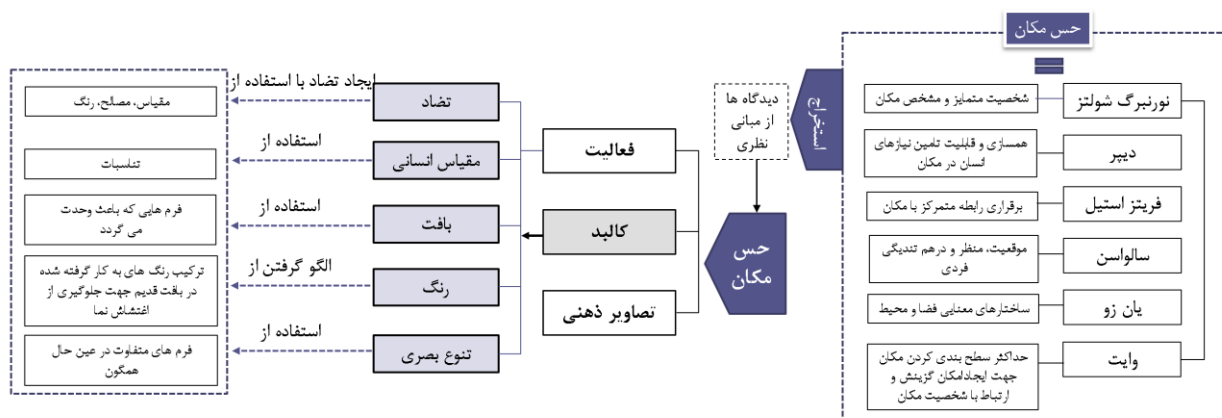 حس مکان
نورنبرگ شولتز
شخصیت متمایز و مشخص مکان
دیپر
همسازی و قابلیت تامین نیازهای
انسان در مکان
فریتز استیل
برقراری رابطه متمرکز با مکان
سالواسن
موقعیت، منظر و درهم تندیگی
فردی
یان زو
ساختارهای معنایی فضا و محیط
وایت
حداکثر سطح بندی کردن مکان
جهت ایجادامکان گزینش و
ارتباط با شخصیت مکان
استخراج
دیدگاه ها
از مبانی
نظری
حس
مکان
فعالیت
کالبد
تصاویر ذهنی
تضاد
ایجاد تضاد با استفاده از
مقیاس، مصالح، رنگ
مقیاس انسانی
استفاده از
تناسبات
بافت
استفاده از
فرم هایی که باعث وحدت
می گردد
رنگ
الگو گرفتن از
ترکیب رنگ های به کار گرفته شده
در بافت قدیم جهت جلوگیری از
اغتشاش نما
تنوع بصری
استفاده از
فرم های متفاوت در عین حال
همگون